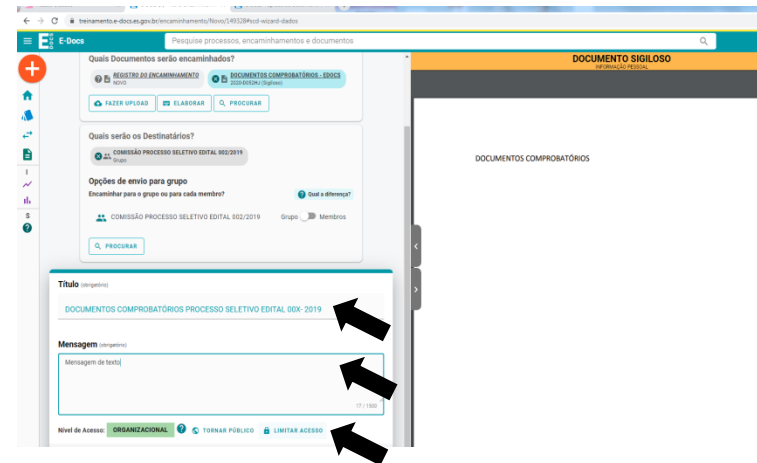 treinamento.e-docs.es.gov.br/encaminhamento/Novo/149328#scd-wizard-dados
E-Docs
Pesquise processos, encaminhamentos e documentos
Quais Documentos serão encaminhados?
REGISTRO DO ENCAMINHAMENTO
NOVO
DOCUMENTOS COMPROBATÓRIOS - EDOCS
(Sigiloso)
FAZER UPLOAD
ELABORAR
PROCURAR
Quais serão os Destinatários?
COMISSÃO PROCESSO SELETIVO EDITAL 002/2019
Grupo
Opções de envio para grupo
Encaminhar para o grupo ou para cada membro?
Qual a diferença?
COMISSÃO PROCESSO SELETIVO EDITAL 002/2019
Grupo
Membros
PROCURAR
Título (obrigatório)
DOCUMENTOS COMPROBATÓRIOS PROCESSO SELETIVO EDITAL 00X- 2019
Mensagem (obrigatório)
Mensagem de texto
17 / 1500
Nível de Acesso: ORGANIZACIONAL
TORNAR PÚBLICO
LIMITAR ACESSO
DOCUMENTO SIGILOSO
INFORMAÇÃO PESSOAL
DOCUMENTOS COMPROBATÓRIOS
I
S